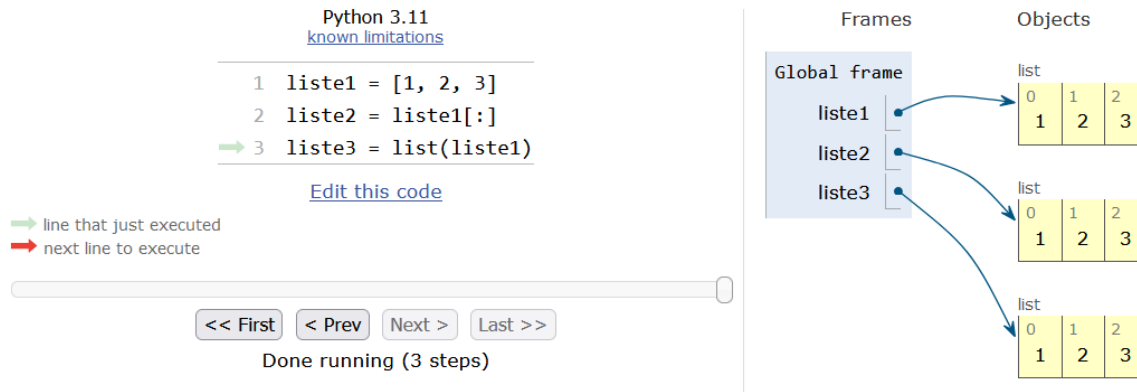 Python 3.11
known limitations
1 liste1 = [1, 2, 3]
2 liste2 = liste1[:]
3 liste3 = list(liste1)
Edit this code
line that just executed
next line to execute
<< First < Prev Next > Last >>
Done running (3 steps)
Frames Objects
Global frame
liste1
liste2
liste3
list
0 1 2
1 2 3
list
0 1 2
1 2 3
list
0 1 2
1 2 3